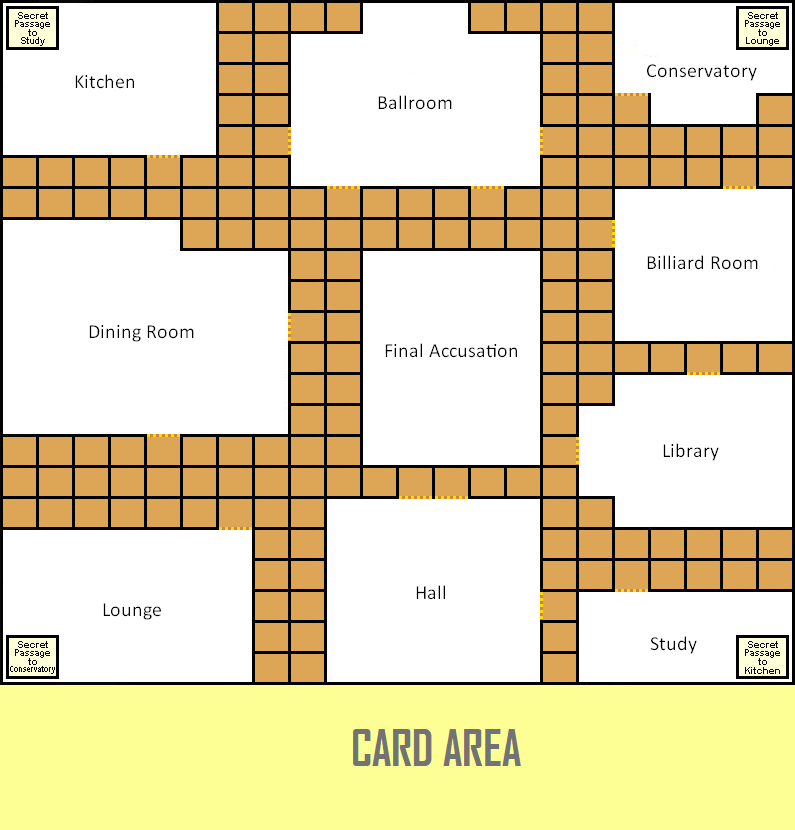 Secret
Passage
to
Study
Kitchen
Ballroom
Conservatory
Secret
Passage
to
Lounge
Billiard Room
Dining Room
Final Accusation
Library
Lounge
Hall
Study
Secret
Passage
to
Conservatory
Secret
Passage
to
Kitchen
CARD AREA